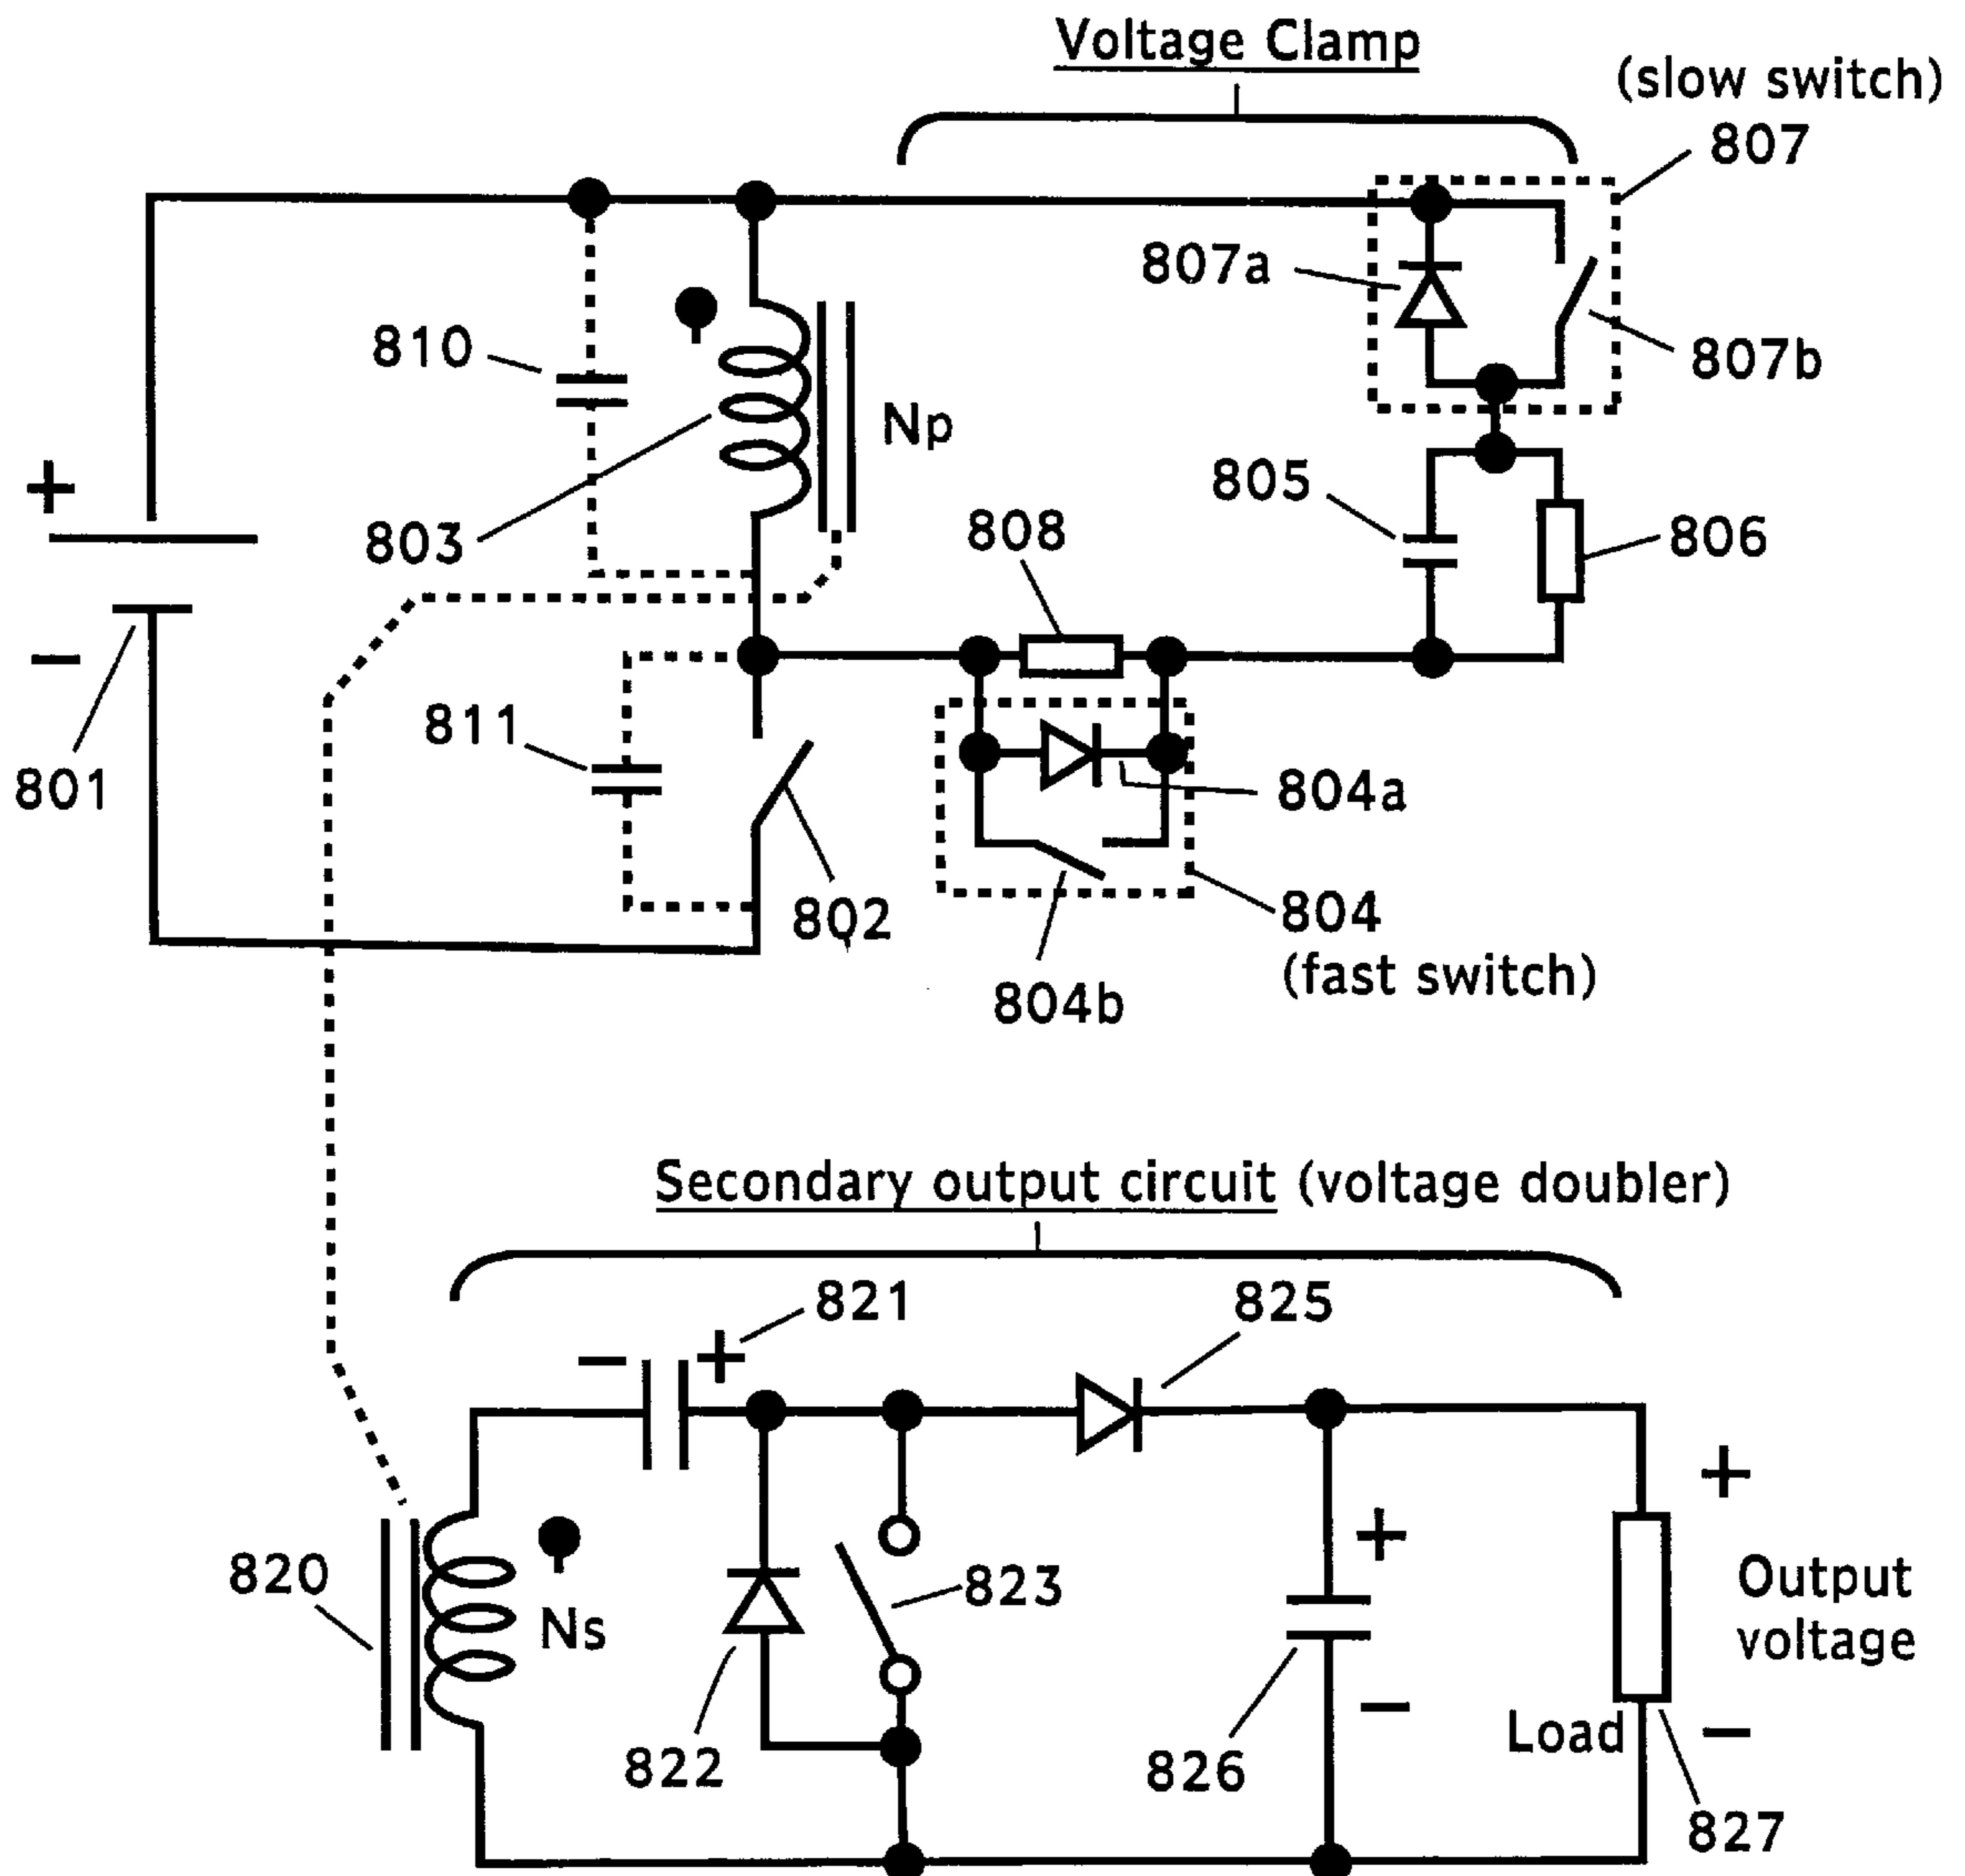 Voltage Clamp
(slow switch)
807
807a
807b
810
Np
+
803
805
806
808
811
−
801
804a
802
804
(fast switch)
804b
Secondary output circuit (voltage doubler)
821
825
−
+
+
820
Ns
823
+
Output
voltage
822
826
−
Load
−
827